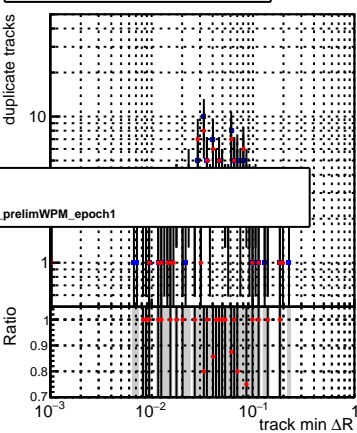 duplicate tracks
10
_prelimWPM_epoch1
1
Ratio
1
0.9
0.8
0.7
10−3 10−2 10−1 1
track min ΔR